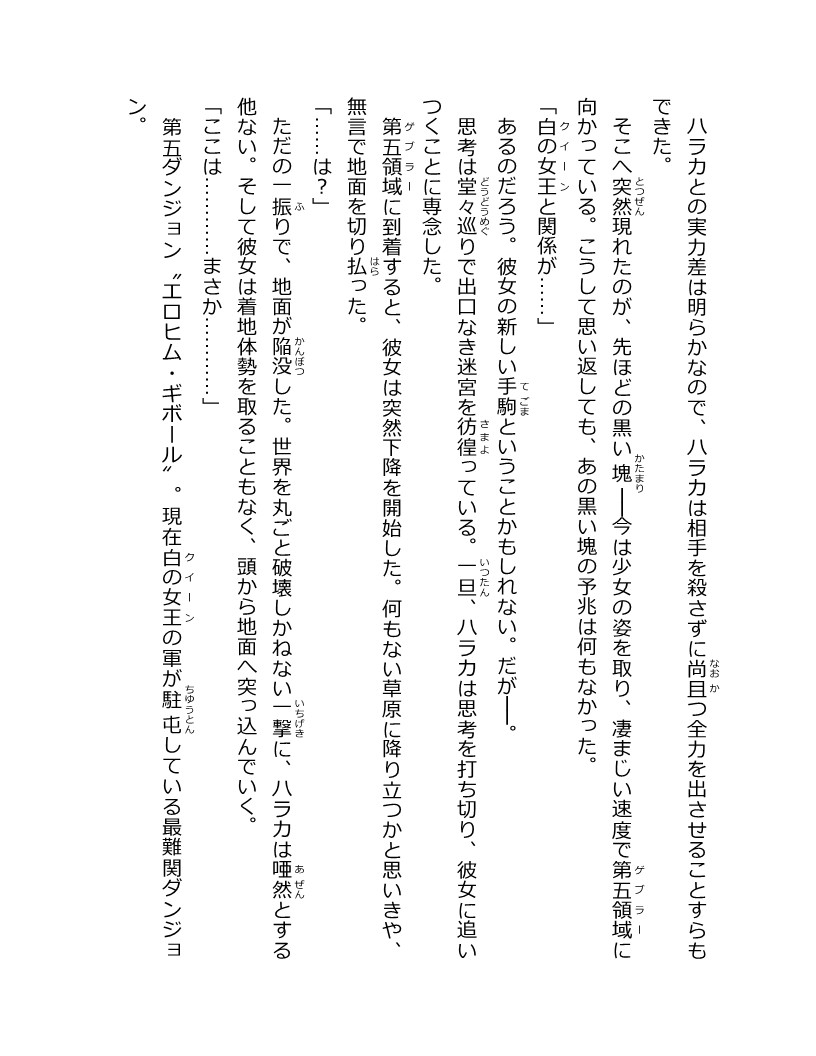 ハラカとの実力差は明らかなので、ハラカは相手を殺さずに尚且つ全力を出させることすらも
できた。
そこへ突然現れたのが、先ほどの黒い塊――今は少女の姿を取り、凄まじい速度で第五領域に
向かっている。こうして思い返しても、あの黒い塊の予兆は何もなかった。
「白の女王と関係が……」
あるのだろう。彼女の新しい手駒ということかもしれない。だが――。
思考は堂々巡りで出口なき迷宮を彷徨っている。一旦、ハラカは思考を打ち切り、彼女に追い
つくことに専念した。
第五領域に到着すると、彼女は突然下降を開始した。何もない草原に降り立つかと思いきや、
無言で地面を切り払った。
「……は？」
ただの一振りで、地面が陥没した。世界を丸ごと破壊しかねない一撃に、ハラカは唖然とする
他ない。そして彼女は着地体勢を取ることもなく、頭から地面へ突っ込んでいく。
「ここは…………まさか…………」
第五ダンジョン〝エロヒム・ギボール〟。現在白の女王の軍が駐屯している最難関ダンジョ
ン。